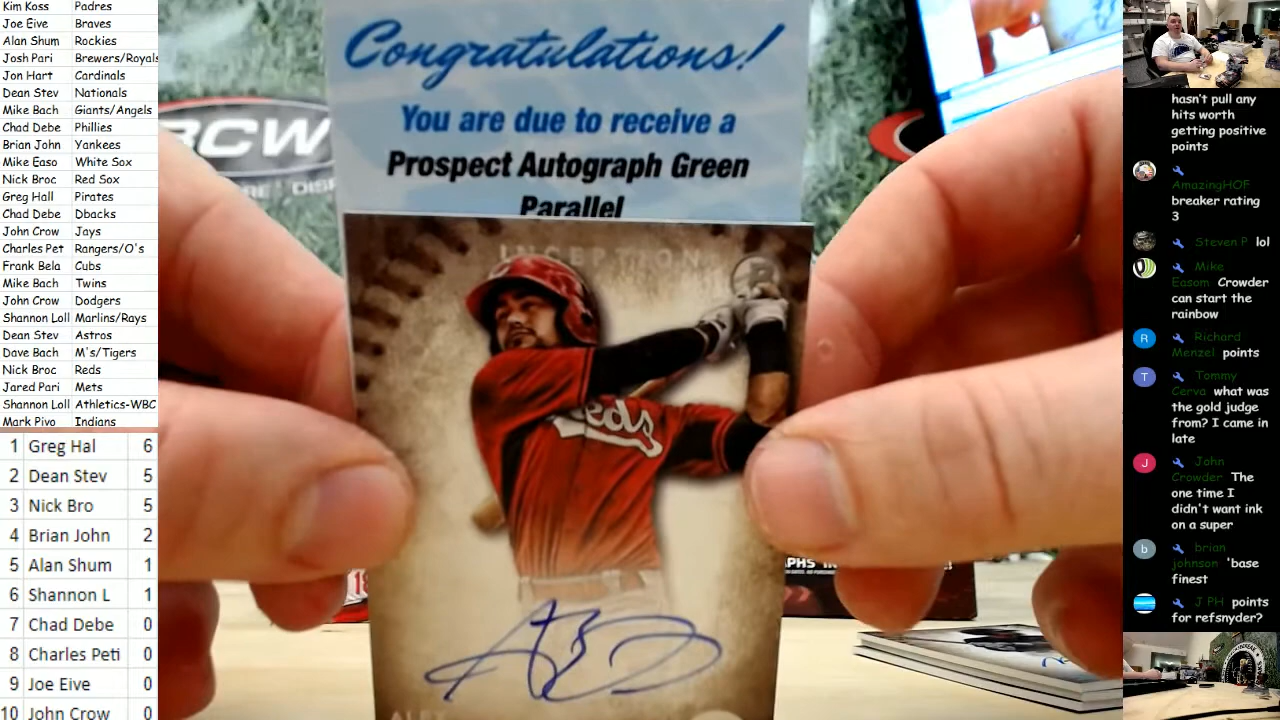 Kim Koss Padres
Joe Eive Braves
Alan Shum Rockies
Josh Pari Brewers/Royals
Jon Hart Cardinals
Dean Stev Nationals
Mike Bach Giants/Angels
Chad Debe Phillies
Brian John Yankees
Mike Easo White Sox
Nick Broc Red Sox
Greg Hall Pirates
Chad Debe Dbacks
John Crow Jays
Charles Pet Rangers/O's
Frank Bela Cubs
Mike Bach Twins
John Crow Dodgers
Shannon Loll Marlins/Rays
Dean Stev Astros
Dave Bach M's/Tigers
Nick Broc Reds
Jared Pari Mets
Shannon Loll Athletics-WBC
Mark Pivo Indians
1 Greg Hal 6
2 Dean Stev 5
3 Nick Bro 5
4 Brian John 2
5 Alan Shum 1
6 Shannon L 1
7 Chad Debe 0
8 Charles Peti 0
9 Joe Eive 0
10 John Crow 0
BCW
Congratulations!
You are due to receive a
Prospect Autograph Green
Parallel
INCEPTION
Reds
hasn't pull any
hits worth
getting positive
points
AmazingHOF
breaker rating
3
Steven P lol
Mike
Easom Crowder
can start the
rainbow
R Richard
Menzel points
T Tommy
Cerva what was
the gold judge
from? I came in
late
J John
Crowder The
one time I
didn't want ink
on a super
b brian
johnson 'base
finest
J PH points
for refsnyder?